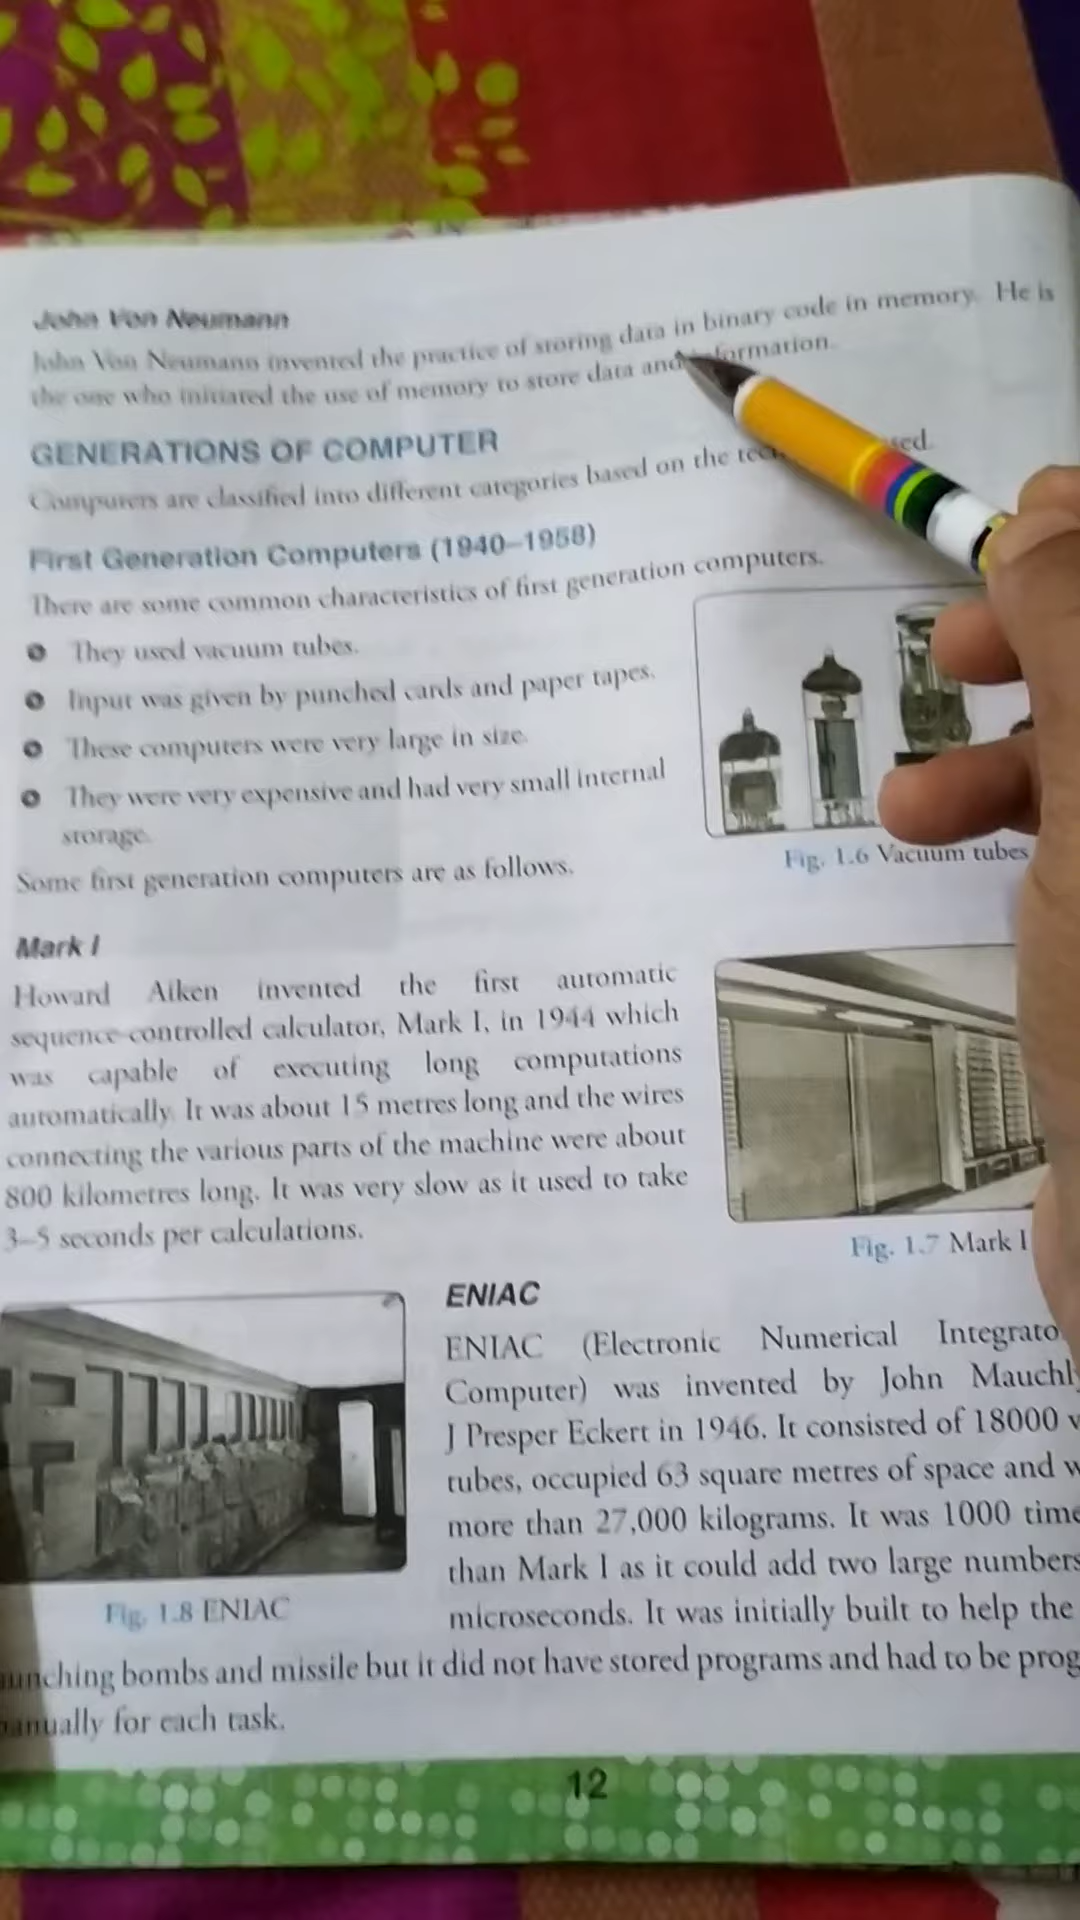 John Von Neumann
John Von Neumann invented the practice of storing data in binary code in memory. He is
the one who initiated the use of memory to store data and information.
GENERATIONS OF COMPUTER
Computers are classified into different categories based on the used.
First Generation Computers (1940–1958)
There are some common characteristics of first generation computers.
They used vacuum tubes.
Input was given by punched cards and paper tapes.
These computers were very large in size.
They were very expensive and had very small internal
storage.
Some first generation computers are as follows.
Fig. 1.6 Vacuum tubes
Mark I
Howard Aiken invented the first automatic
sequence-controlled calculator, Mark I, in 1944 which
was capable of executing long computations
automatically. It was about 15 metres long and the wires
connecting the various parts of the machine were about
800 kilometres long. It was very slow as it used to take
3–5 seconds per calculations.
Fig. 1.7 Mark I
ENIAC
ENIAC (Electronic Numerical
Computer) was invented by John
J Presper Eckert in 1946. It consisted of 18000
tubes, occupied 63 square metres of space and
more than 27,000 kilograms. It was 1000
than Mark I as it could add two large numbers
microseconds. It was initially built to help the
bombs and missile but it did not have stored programs and had to be
for each task.
Fig. 1.8 ENIAC
12